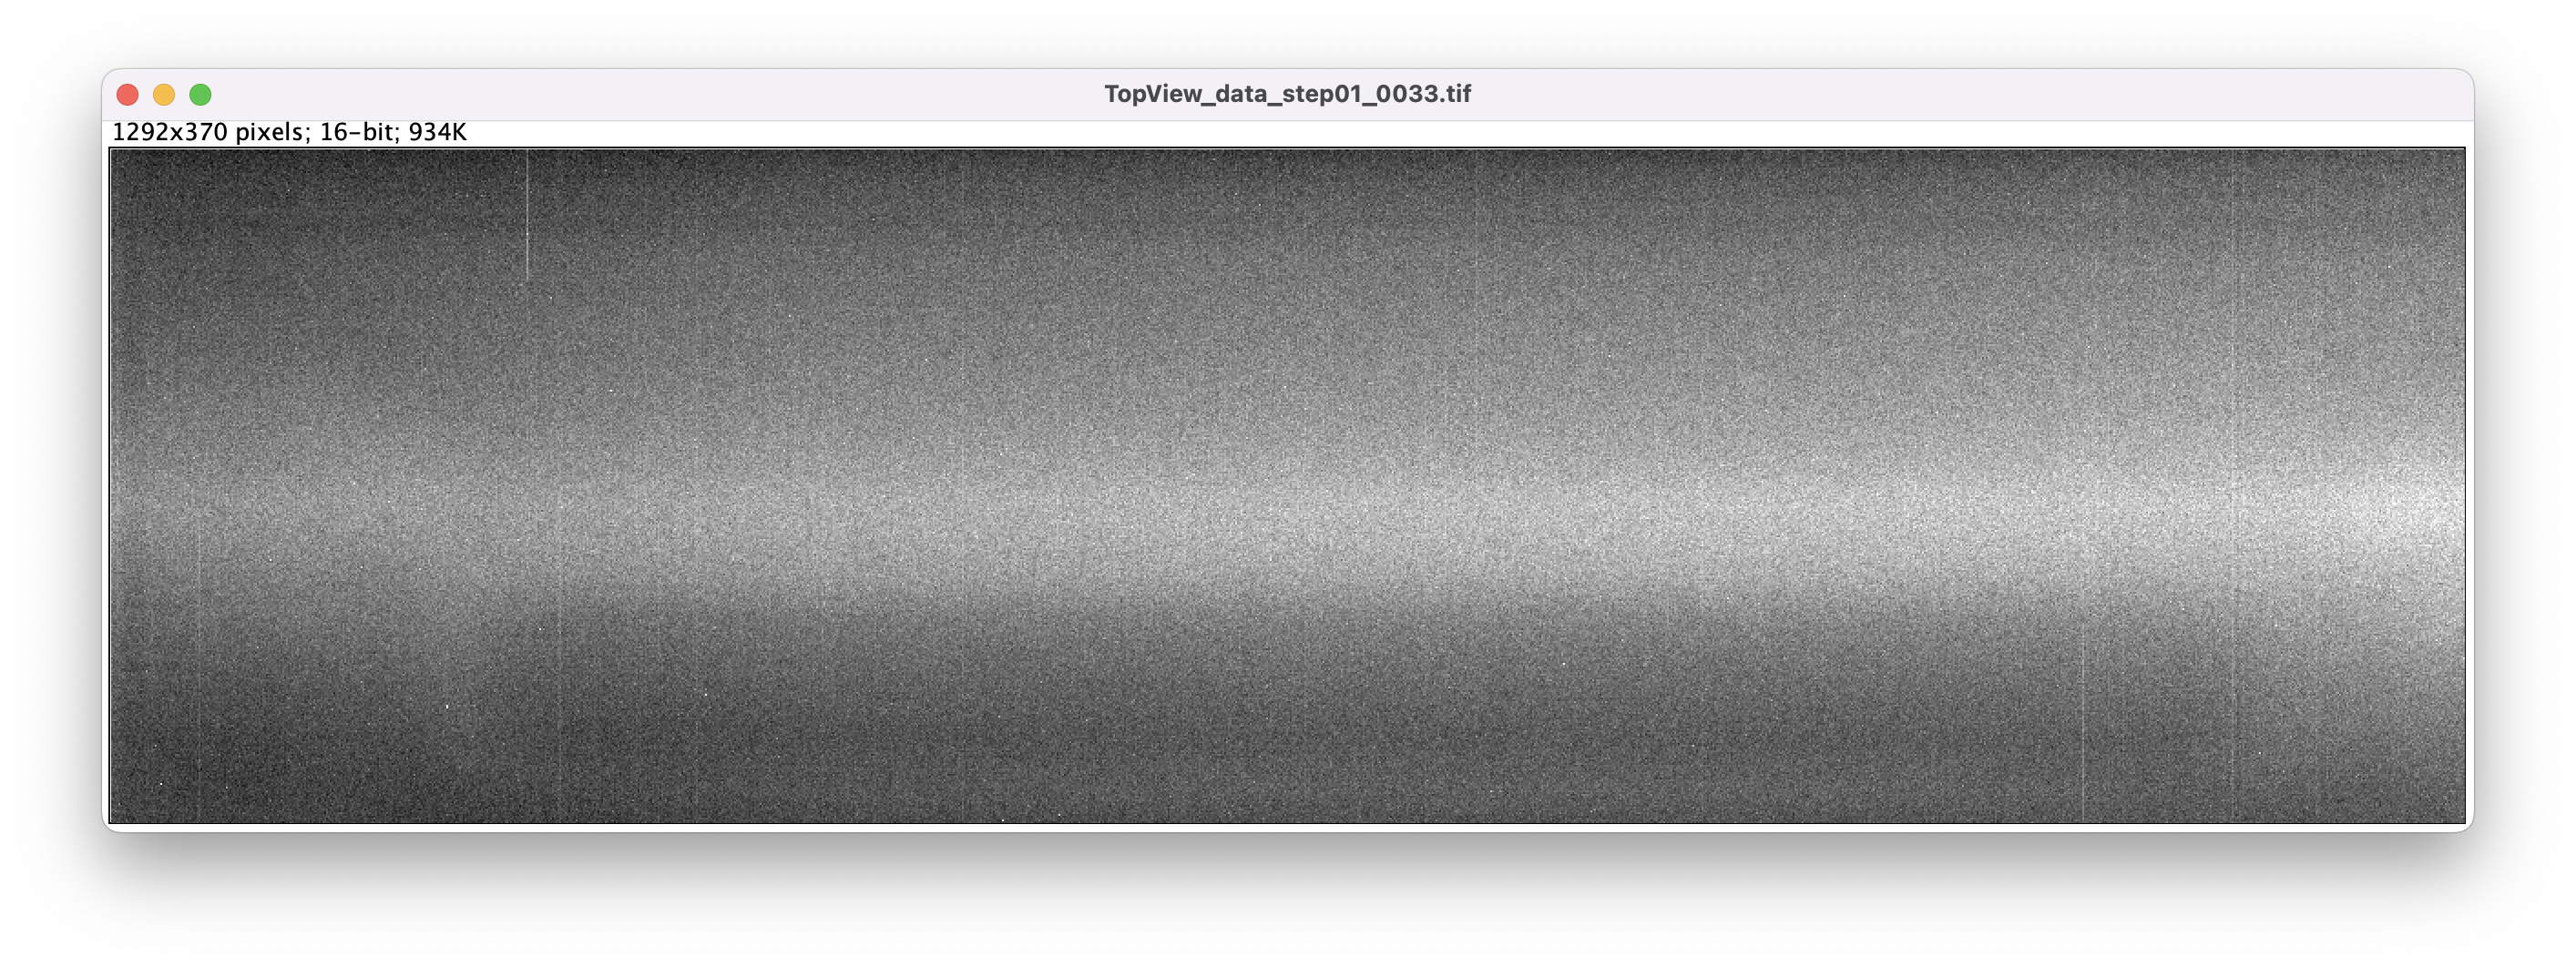 TopView_data_step01_0033.tif
1292x370 pixels; 16-bit; 934K